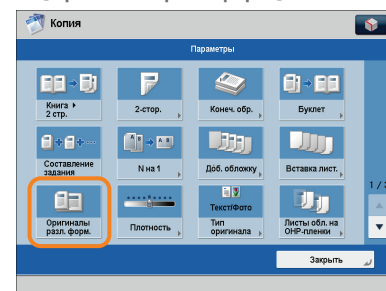 Копия
Параметры
Книга ▸
2 стр.
2-стор.
Конеч. обр.
Буклет
Составление
задания
N на 1
Доб. обложку
Вставка лист.
Оригиналы
разл. форм.
Плотность
Текст/Фото
Тип
оригинала
Листы обл. на
OHP-пленки
1 /
Закрыть